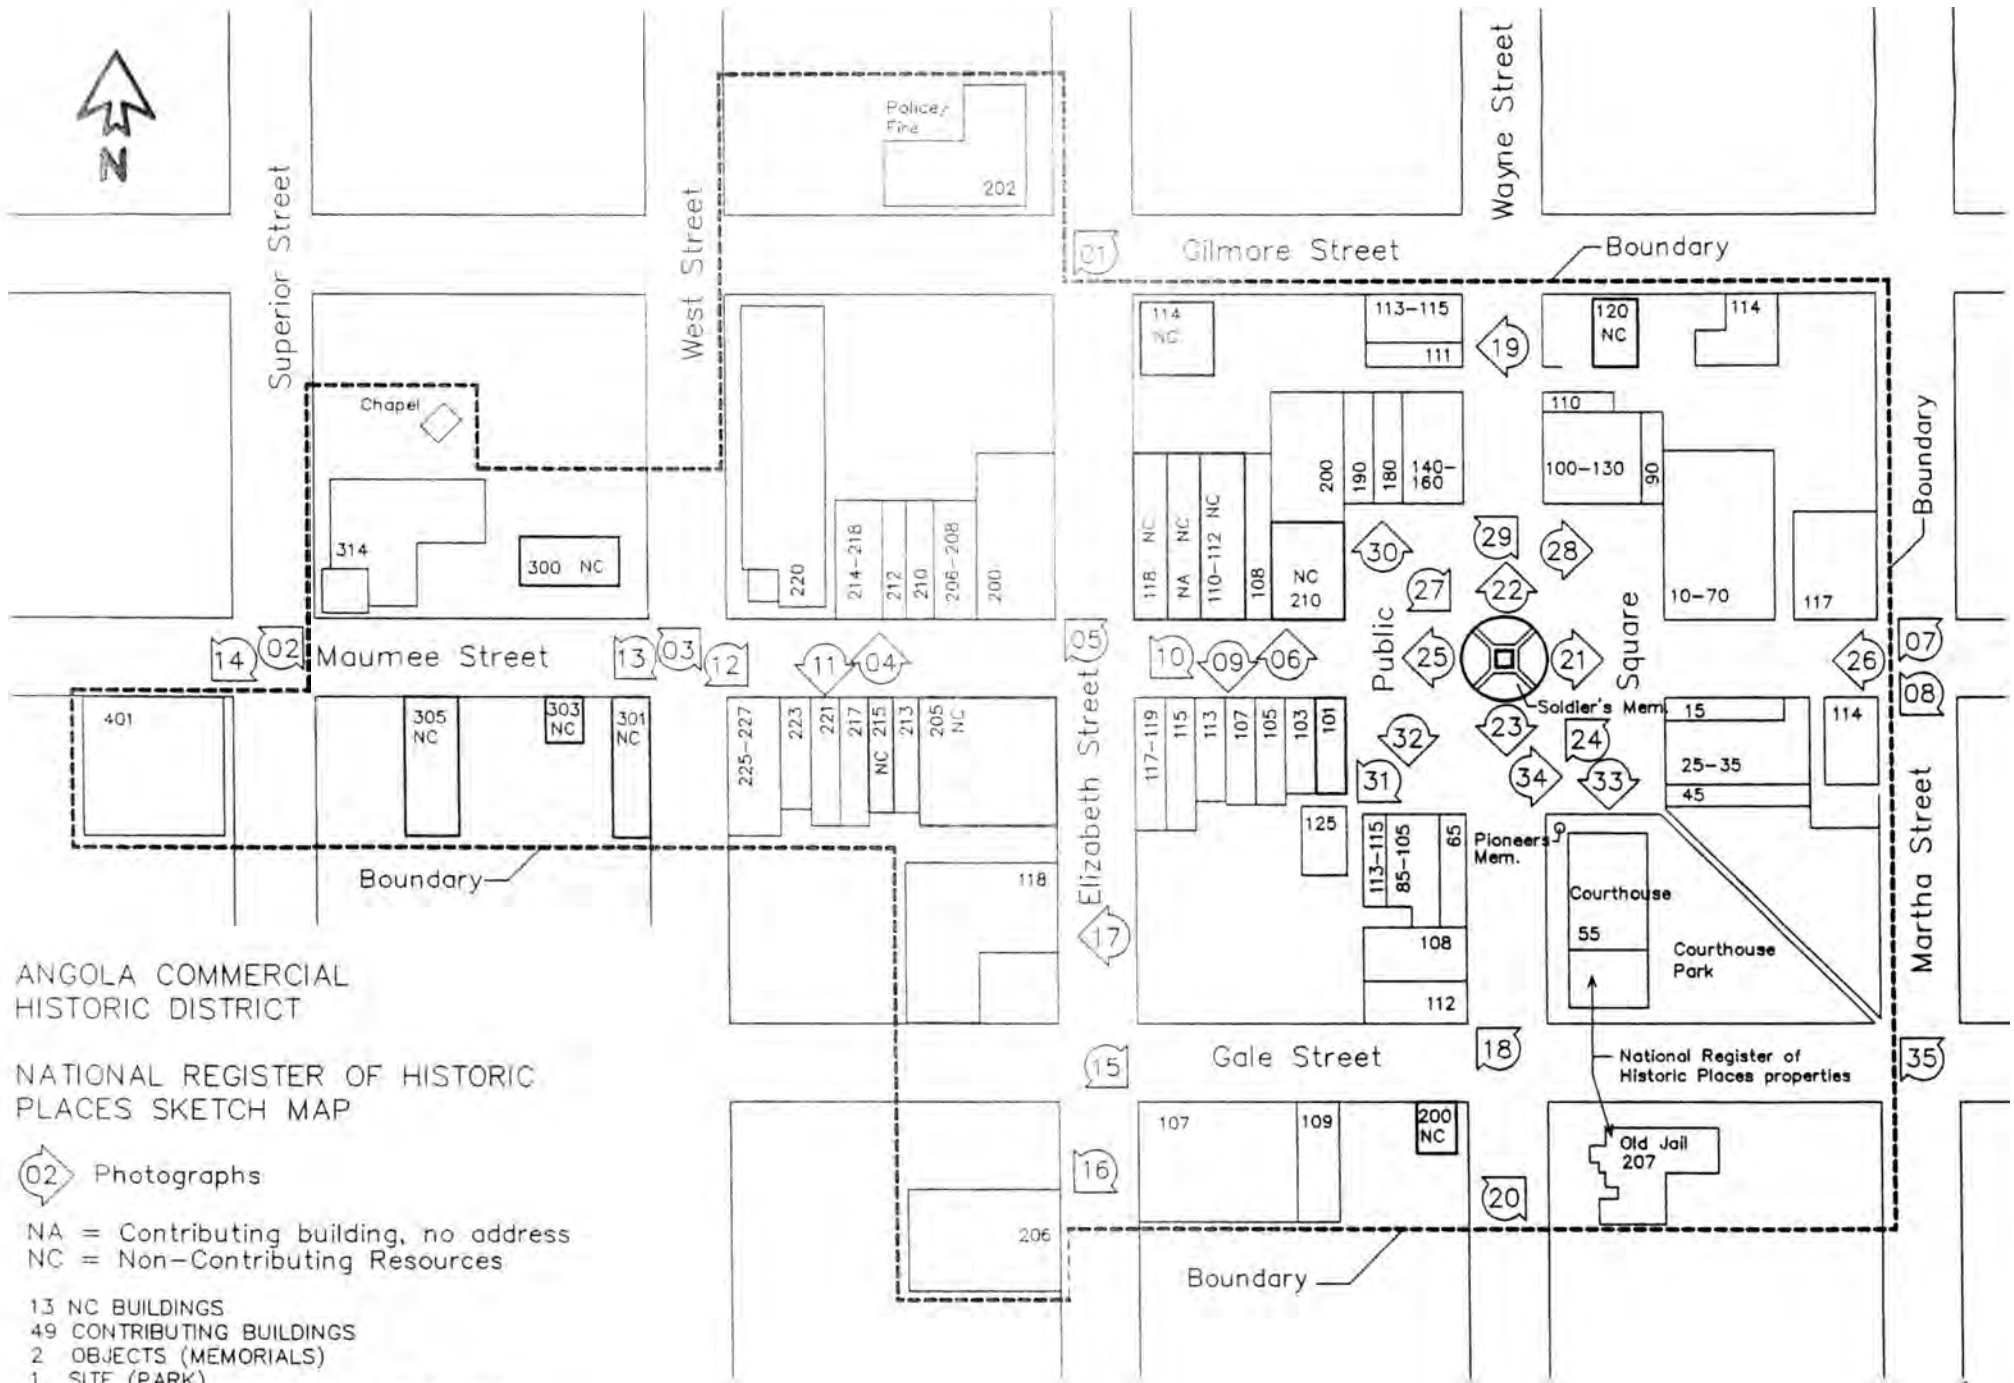 N
Superior Street
West Street
Wayne Street
Police/
Fire
202
01
Gilmore Street
Boundary
114
NC
113-115
111
19
120
NC
114
Chapel
314
300 NC
220
214-218
212
210
206-208
200
118 NC
NA NC
110-112 NC
108
NC
210
200
190
180
140-
160
110
100-130
90
10-70
117
Boundary
30
29
28
27
22
14
02
Maumee Street
13
03
12
11
04
05
10
09
06
Public
25
21
Square
26
07
08
Soldier's Mem.
401
305
NC
303
NC
301
NC
225-227
223
221
217
NC 215
213
205
NC
Elizabeth Street
117-119
115
113
107
105
103
101
32
23
24
31
34
33
15
25-35
45
114
Martha Street
125
113-115
85-105
65
Pioneers
Mem.
Courthouse
55
Courthouse
Park
Boundary
118
17
108
112
ANGOLA COMMERCIAL
HISTORIC DISTRICT
NATIONAL REGISTER OF HISTORIC
PLACES SKETCH MAP
15
Gale Street
18
National Register of
Historic Places properties
35
02 Photographs
16
107
109
200
NC
20
Old Jail
207
206
Boundary
NA = Contributing building, no address
NC = Non-Contributing Resources
13 NC BUILDINGS
49 CONTRIBUTING BUILDINGS
2 OBJECTS (MEMORIALS)
1 SITE (PARK)